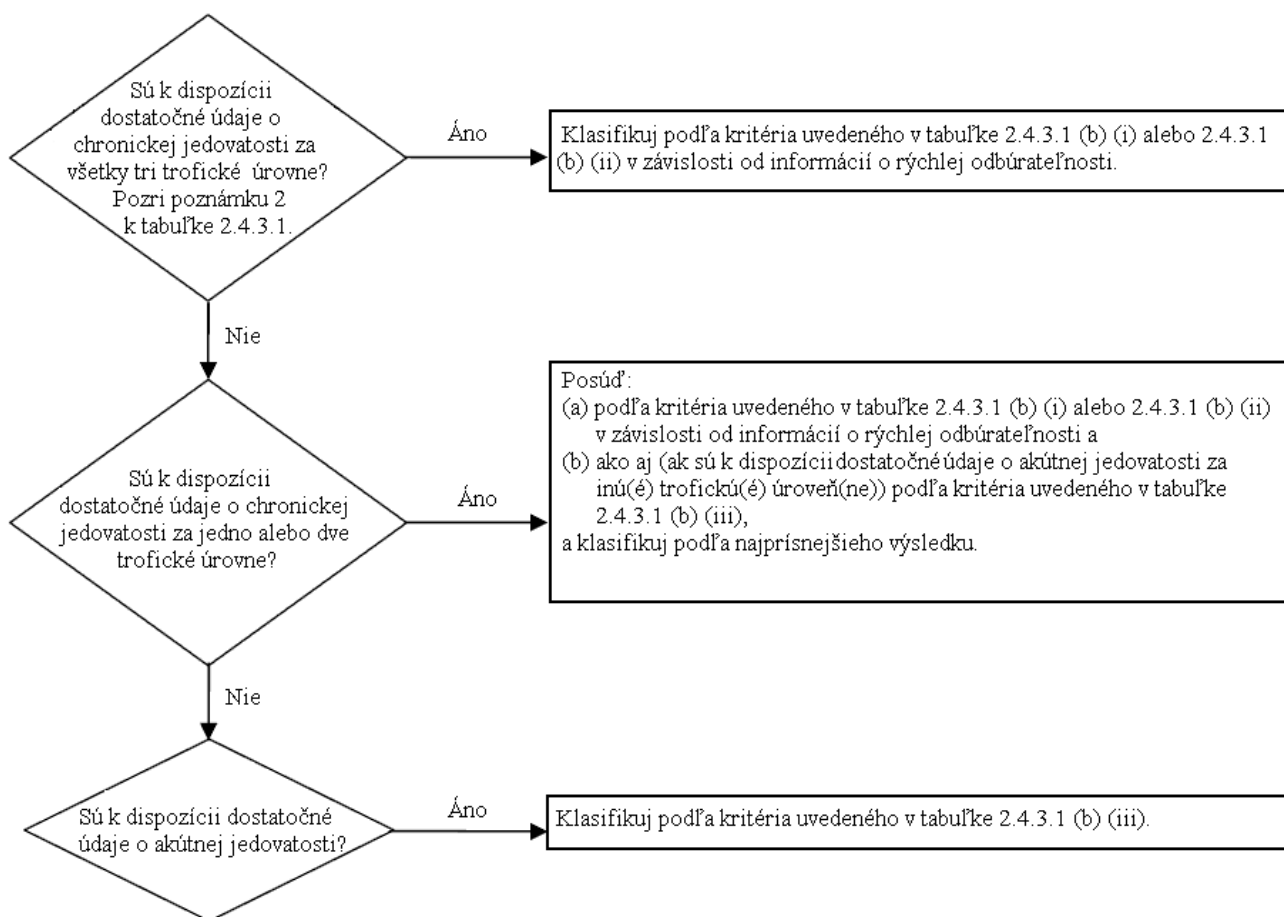 Sú k dispozícii
dostatočné údaje o
chronickej jedovatosti za
všetky tri trofické úrovne?
Pozri poznámku 2
k tabuľke 2.4.3.1.
Áno
Klasifikuj podľa kritéria uvedeného v tabuľke 2.4.3.1 (b) (i) alebo 2.4.3.1
(b) (ii) v závislosti od informácií o rýchlej odbúrateľnosti.
Nie
Sú k dispozícii
dostatočné údaje o chronickej
jedovatosti za jedno alebo dve
trofické úrovne?
Áno
Posúď:
(a) podľa kritéria uvedeného v tabuľke 2.4.3.1 (b) (i) alebo 2.4.3.1 (b) (ii)
v závislosti od informácií o rýchlej odbúrateľnosti a
(b) ako aj (ak sú k dispozícii dostatočné údaje o akútnej jedovatosti za
inú(é) trofickú(é) úroveň(ne)) podľa kritéria uvedeného v tabuľke
2.4.3.1 (b) (iii),
a klasifikuj podľa najprísnejšieho výsledku.
Nie
Sú k dispozícii dostatočné
údaje o akútnej jedovatosti?
Áno
Klasifikuj podľa kritéria uvedeného v tabuľke 2.4.3.1 (b) (iii).